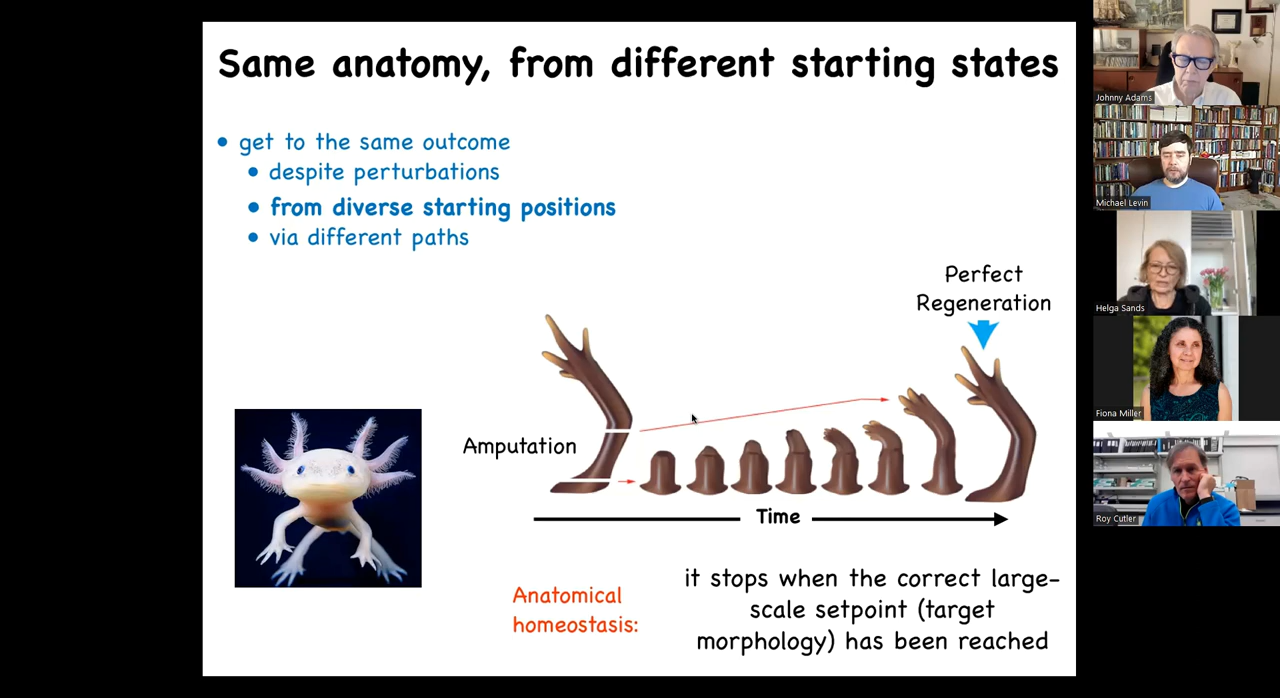 Same anatomy, from different starting states
• get to the same outcome
• despite perturbations
• from diverse starting positions
• via different paths
Perfect
Regeneration
Amputation
Time
Anatomical
homeostasis:
it stops when the correct large-
scale setpoint (target
morphology) has been reached
Johnny Adams
Michael Levin
Helga Sands
Fiona Miller
Roy Cutler